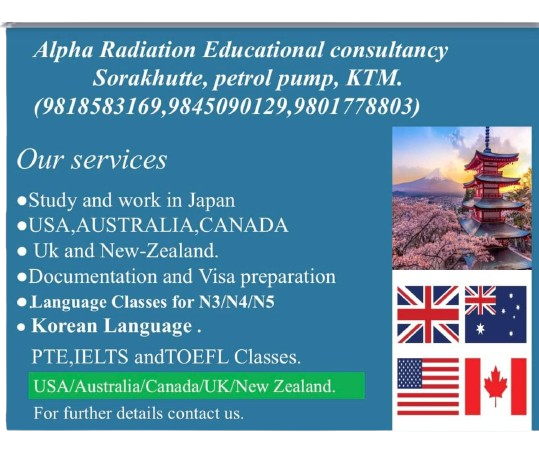 Alpha Radiation Educational consultancy
Sorakhutte, petrol pump, KTM.
(9818583169,9845090129,9801778803)
Our services
●Study and work in Japan
●USA,AUSTRALIA,CANADA
● Uk and New-Zealand.
●Documentation and Visa preparation
●.Language Classes for N3/N4/N5
● Korean Language .
PTE,IELTS andTOEFL Classes.
USA/Australia/Canada/UK/New Zealand.
For further details contact us.